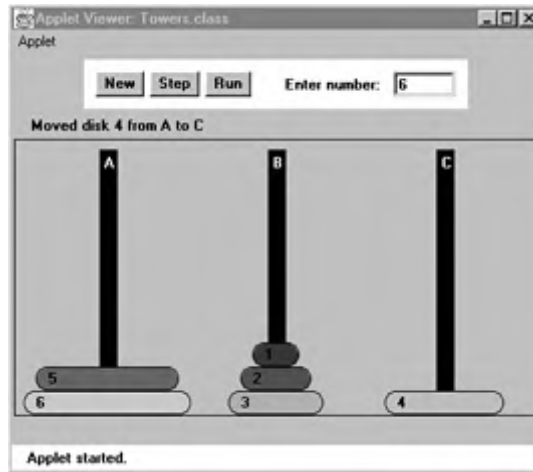 Applet Viewer: Towers.class
Applet
New Step Run Enter number: 6
Moved disk 4 from A to C
A B C
1
5 2
6 3 4
Applet started.